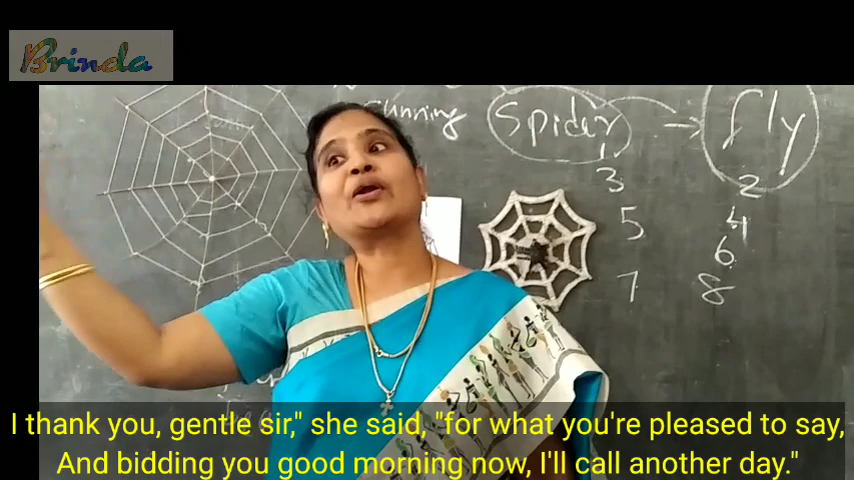 Brinda
cunning
Spider
fly
1
2
3
4
5
6
7
8
I thank you, gentle sir," she said, "for what you're pleased to say,
And bidding you good morning now, I'll call another day."